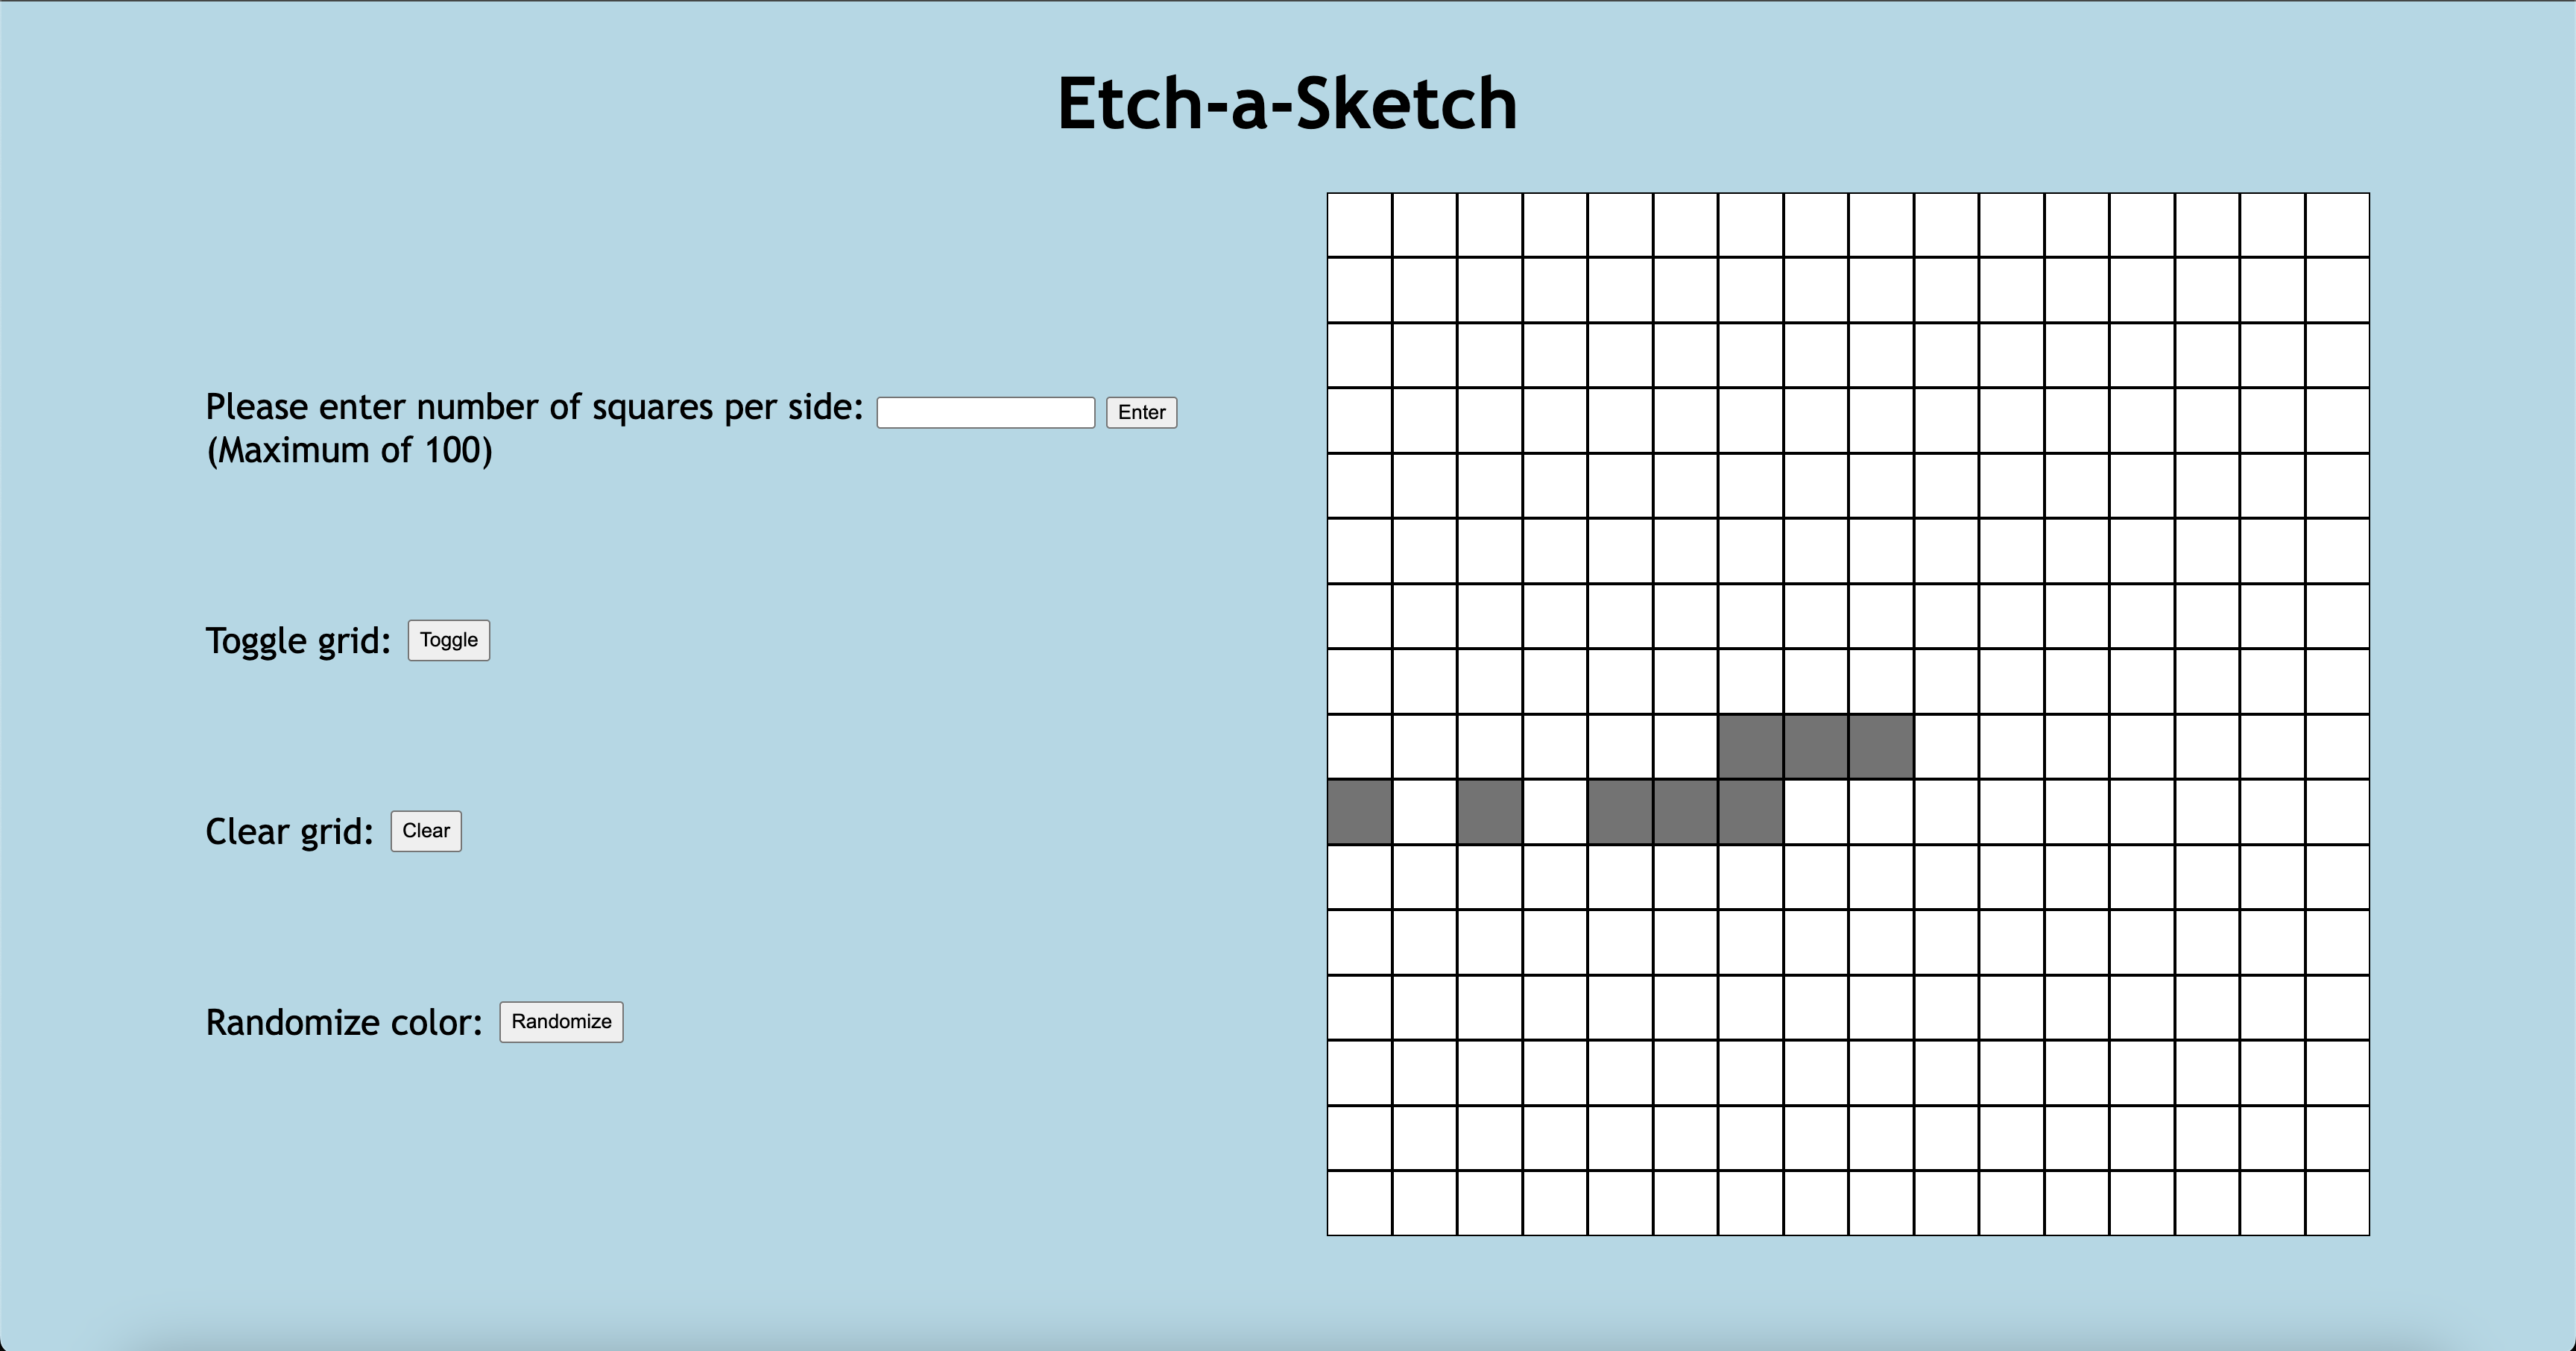 Etch-a-Sketch
Please enter number of squares per side: Enter
(Maximum of 100)
Toggle grid: Toggle
Clear grid: Clear
Randomize color: Randomize